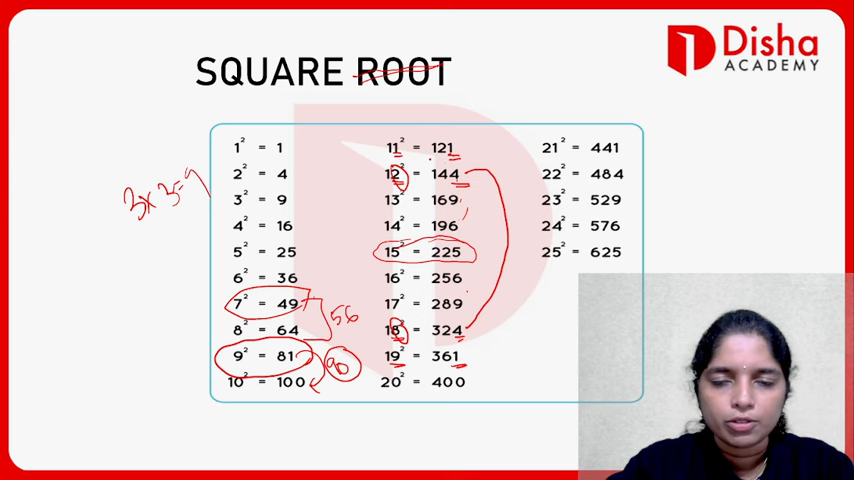 Disha
ACADEMY
SQUARE ROOT
1² = 1
2² = 4
3² = 9
4² = 16
5² = 25
6² = 36
7² = 49
8² = 64
9² = 81
10² = 100
11² = 121
12² = 144
13² = 169
14² = 196
15² = 225
16² = 256
17² = 289
18² = 324
19² = 361
20² = 400
21² = 441
22² = 484
23² = 529
24² = 576
25² = 625
3x3=9
56
90